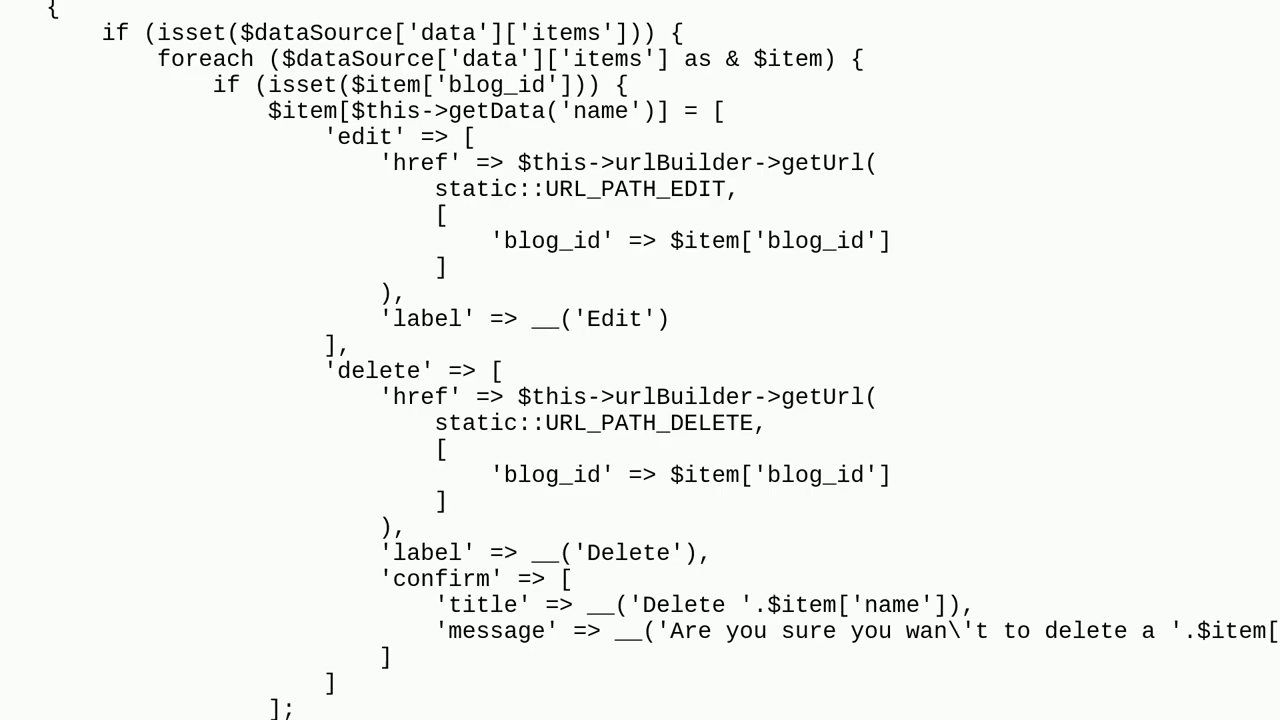 {
if (isset($dataSource['data']['items'])) {
foreach ($dataSource['data']['items'] as & $item) {
if (isset($item['blog_id'])) {
$item[$this->getData('name')] = [
'edit' => [
'href' => $this->urlBuilder->getUrl(
static::URL_PATH_EDIT,
[
'blog_id' => $item['blog_id']
]
),
'label' => __('Edit')
],
'delete' => [
'href' => $this->urlBuilder->getUrl(
static::URL_PATH_DELETE,
[
'blog_id' => $item['blog_id']
]
),
'label' => __('Delete'),
'confirm' => [
'title' => __('Delete '.$item['name']),
'message' => __('Are you sure you wan\'t to delete a '.$item[
]
]
];